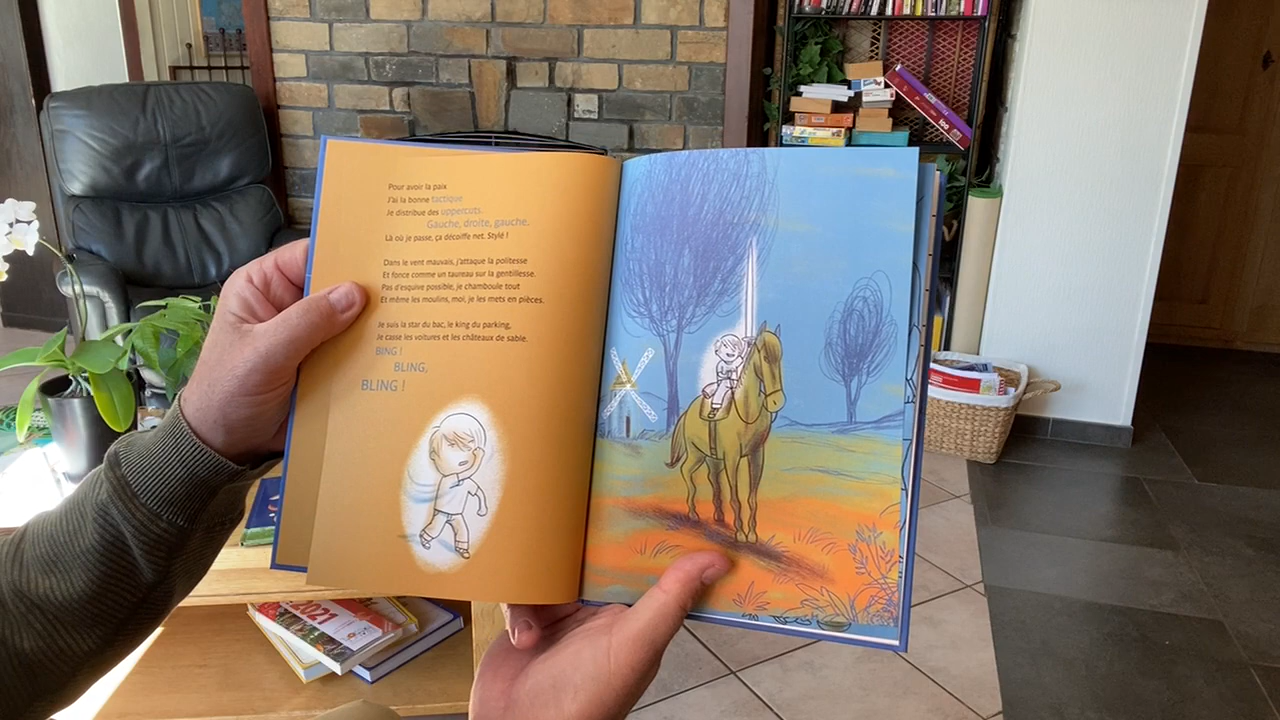 Pour avoir la paix
J'ai la bonne tactique
Je distribue des uppercuts.
Gauche, droite, gauche,
Là où je passe, ça décoiffe net. Stylé !
Dans le vent mauvais, j'attaque la politesse
Et fonce comme un taureau sur la gentillesse.
Pas d'esquive possible, je chamboule tout
Et même les moulins, moi, je les mets en pièces.
Je suis la star du bac, le king du parking,
Je casse les voitures et les châteaux de sable.
BING !
BLING,
BLING !
2021